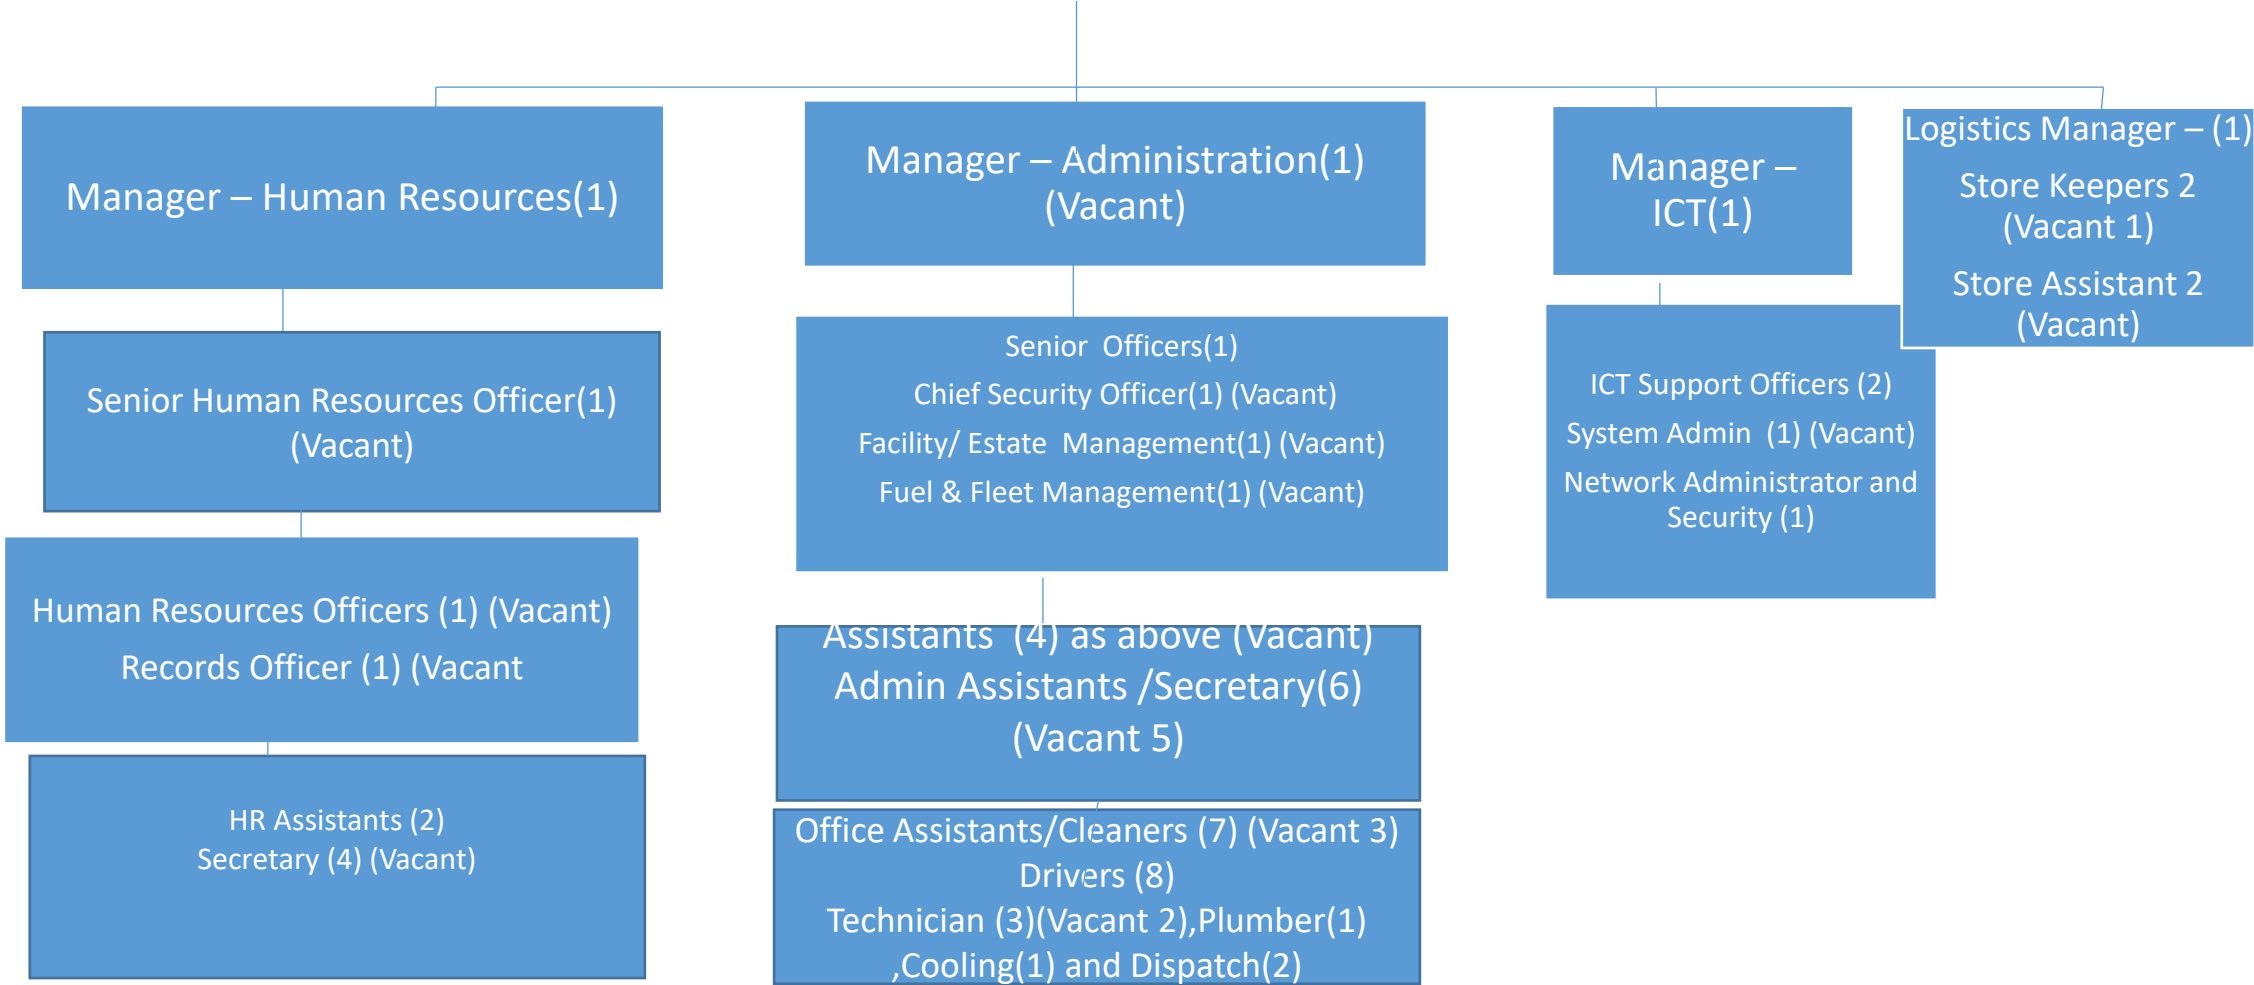 Manager – Human Resources(1)
Senior Human Resources Officer(1)
(Vacant)
Human Resources Officers (1) (Vacant)
Records Officer (1) (Vacant
HR Assistants (2)
Secretary (4) (Vacant)
Manager – Administration(1)
(Vacant)
Senior Officers(1)
Chief Security Officer(1) (Vacant)
Facility/ Estate Management(1) (Vacant)
Fuel & Fleet Management(1) (Vacant)
Assistants (4) as above (Vacant)
Admin Assistants /Secretary(6)
(Vacant 5)
Office Assistants/Cleaners (7) (Vacant 3)
Drivers (8)
Technician (3)(Vacant 2),Plumber(1)
,Cooling(1) and Dispatch(2)
Manager –
ICT(1)
ICT Support Officers (2)
System Admin (1) (Vacant)
Network Administrator and
Security (1)
Logistics Manager – (1)
Store Keepers 2
(Vacant 1)
Store Assistant 2
(Vacant)